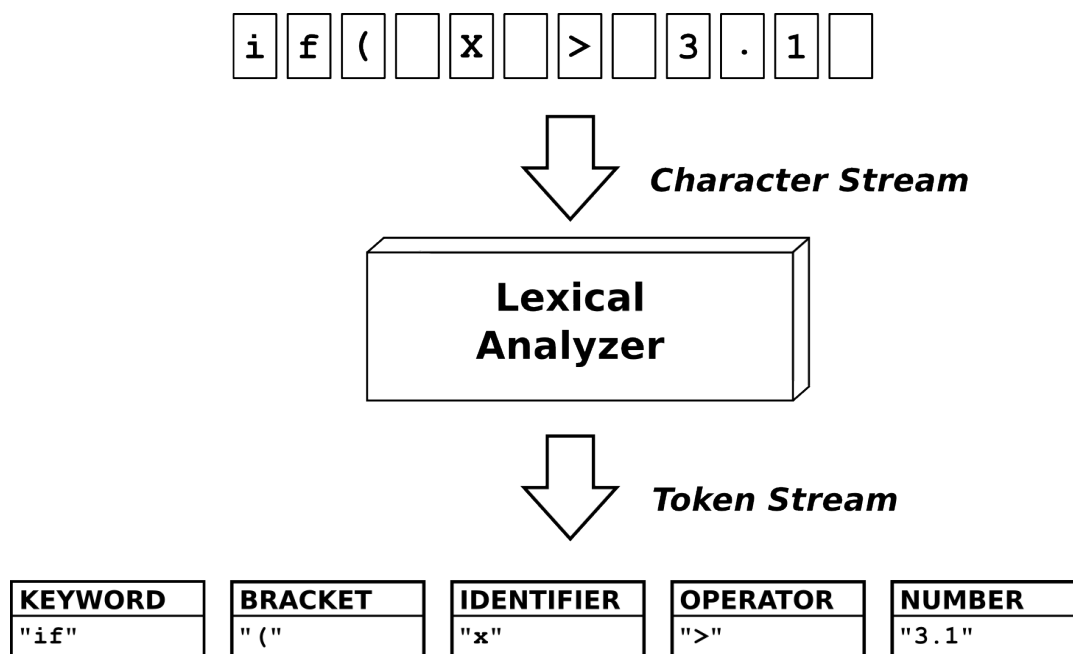 i f ( X > 3 . 1
Character Stream
Lexical
Analyzer
Token Stream
KEYWORD BRACKET IDENTIFIER OPERATOR NUMBER
"if" "(" "x" ">" "3.1"